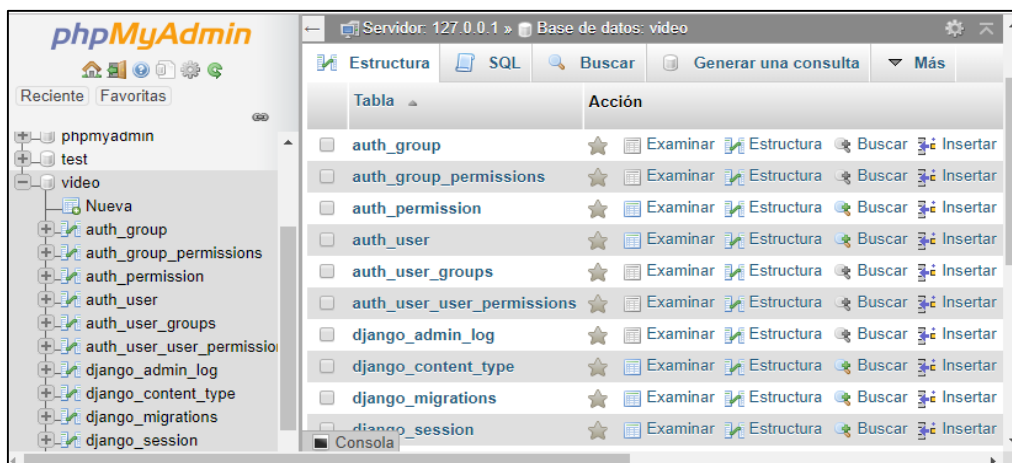 phpMyAdmin
Reciente Favoritas
phpmyadmin
test
video
Nueva
auth_group
auth_group_permissions
auth_permission
auth_user
auth_user_groups
auth_user_user_permission
django_admin_log
django_content_type
django_migrations
django_session
Servidor: 127.0.0.1 » Base de datos: video
Estructura SQL Buscar Generar una consulta Más
Tabla Acción
auth_group Examinar Estructura Buscar Insertar
auth_group_permissions Examinar Estructura Buscar Insertar
auth_permission Examinar Estructura Buscar Insertar
auth_user Examinar Estructura Buscar Insertar
auth_user_groups Examinar Estructura Buscar Insertar
auth_user_user_permissions Examinar Estructura Buscar Insertar
django_admin_log Examinar Estructura Buscar Insertar
django_content_type Examinar Estructura Buscar Insertar
django_migrations Examinar Estructura Buscar Insertar
django_session Examinar Estructura Buscar Insertar
Consola